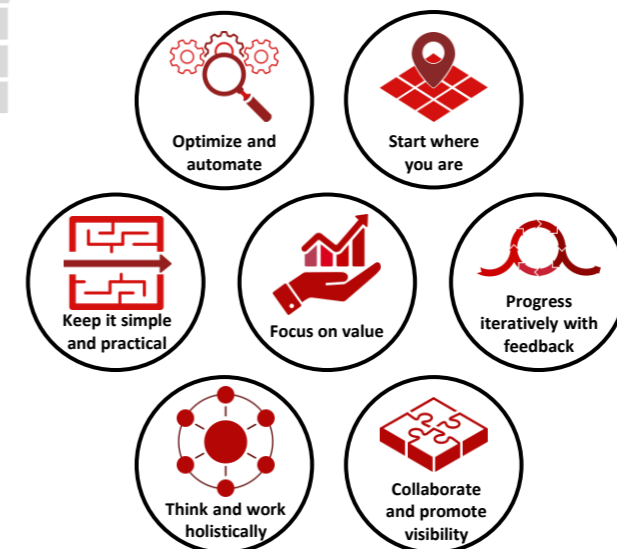 Optimize and
automate
Start where
you are
Keep it simple
and practical
Focus on value
Progress
iteratively with
feedback
Think and work
holistically
Collaborate
and promote
visibility